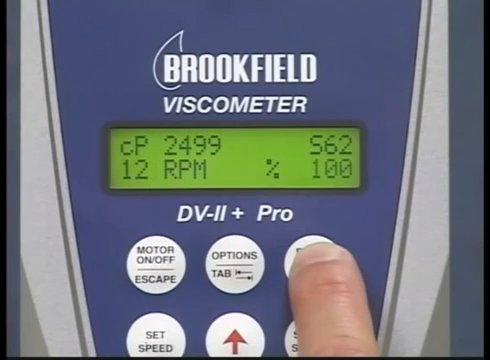 BROOKFIELD
VISCOMETER
cP 2499 S62
12 RPM % 100
DV-II+ Pro
MOTOR
ON/OFF
ESCAPE
OPTIONS
TAB
SET
SPEED